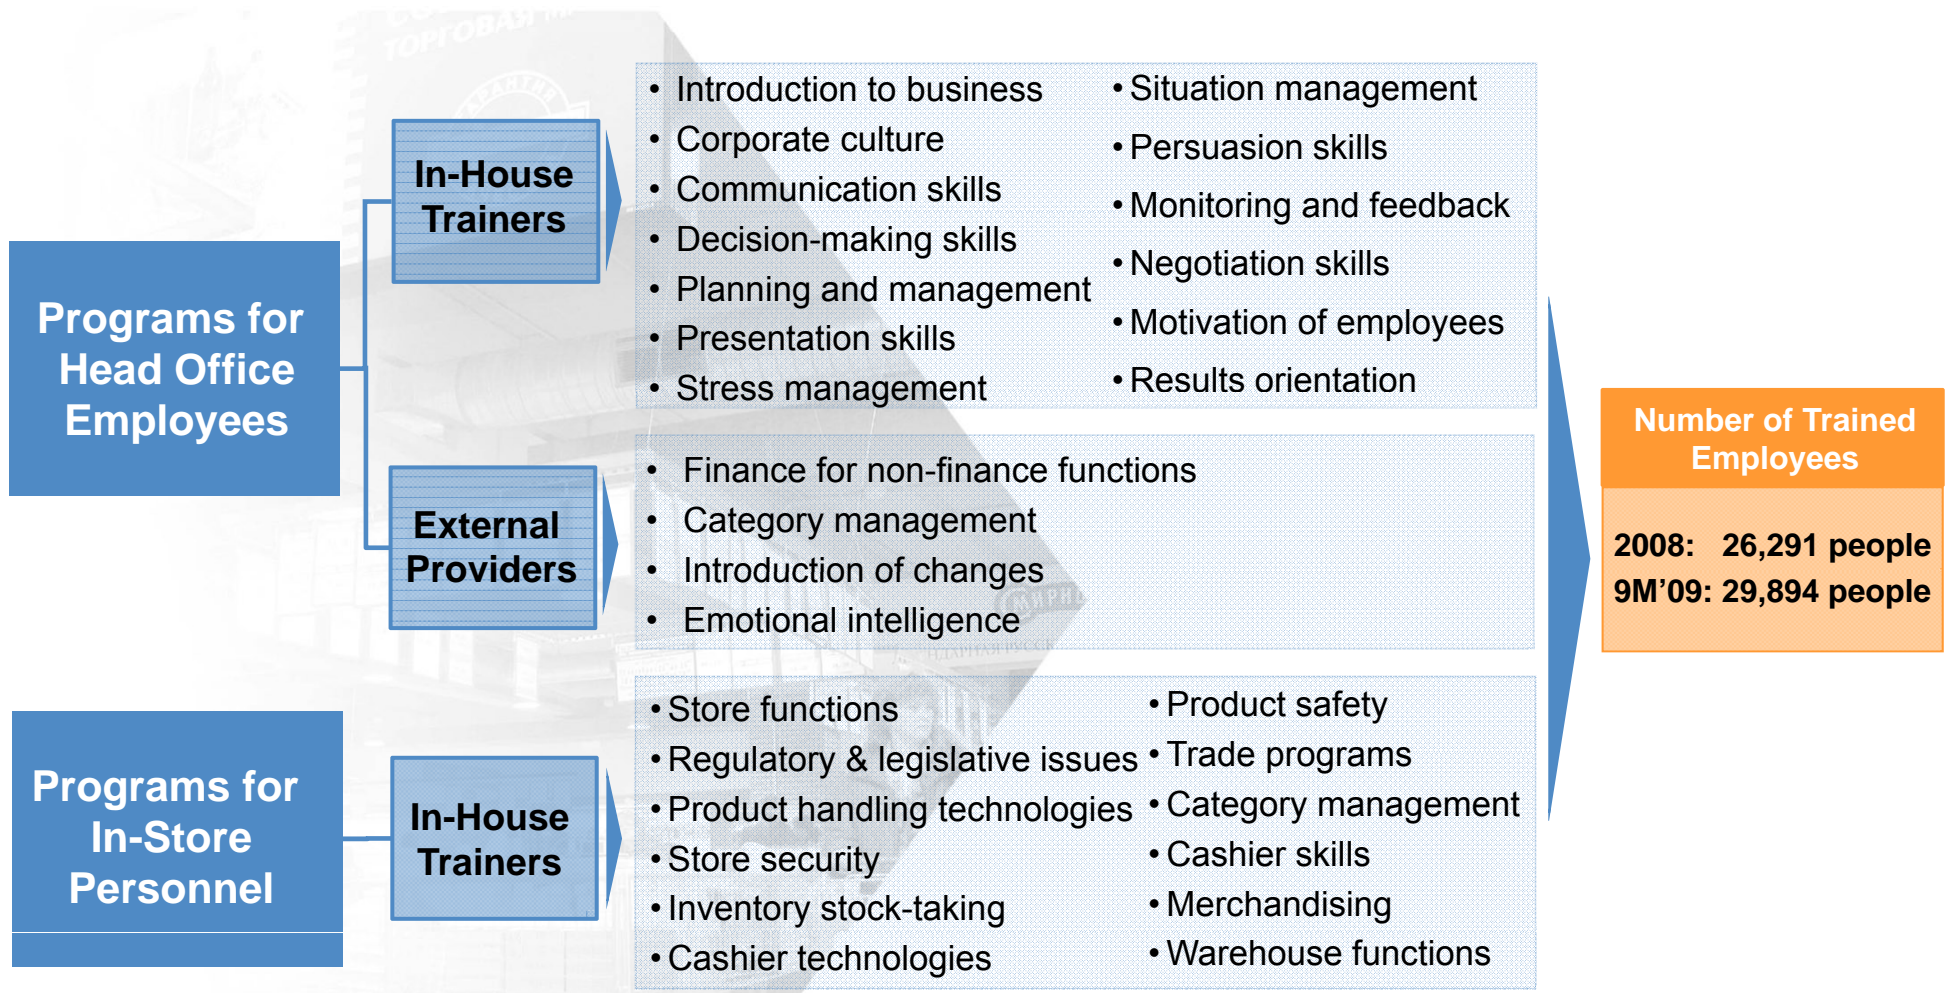 ТОРГОВАЯ
Programs for
Head Office
Employees
In-House
Trainers
• Introduction to business
• Corporate culture
• Communication skills
• Decision-making skills
• Planning and management
• Presentation skills
• Stress management
• Situation management
• Persuasion skills
• Monitoring and feedback
• Negotiation skills
• Motivation of employees
• Results orientation
External
Providers
• Finance for non-finance functions
• Category management
• Introduction of changes
• Emotional intelligence
Programs for
In-Store
Personnel
In-House
Trainers
• Store functions
• Regulatory & legislative issues
• Product handling technologies
• Store security
• Inventory stock-taking
• Cashier technologies
• Product safety
• Trade programs
• Category management
• Cashier skills
• Merchandising
• Warehouse functions
Number of Trained
Employees
2008: 26,291 people
9M’09: 29,894 people